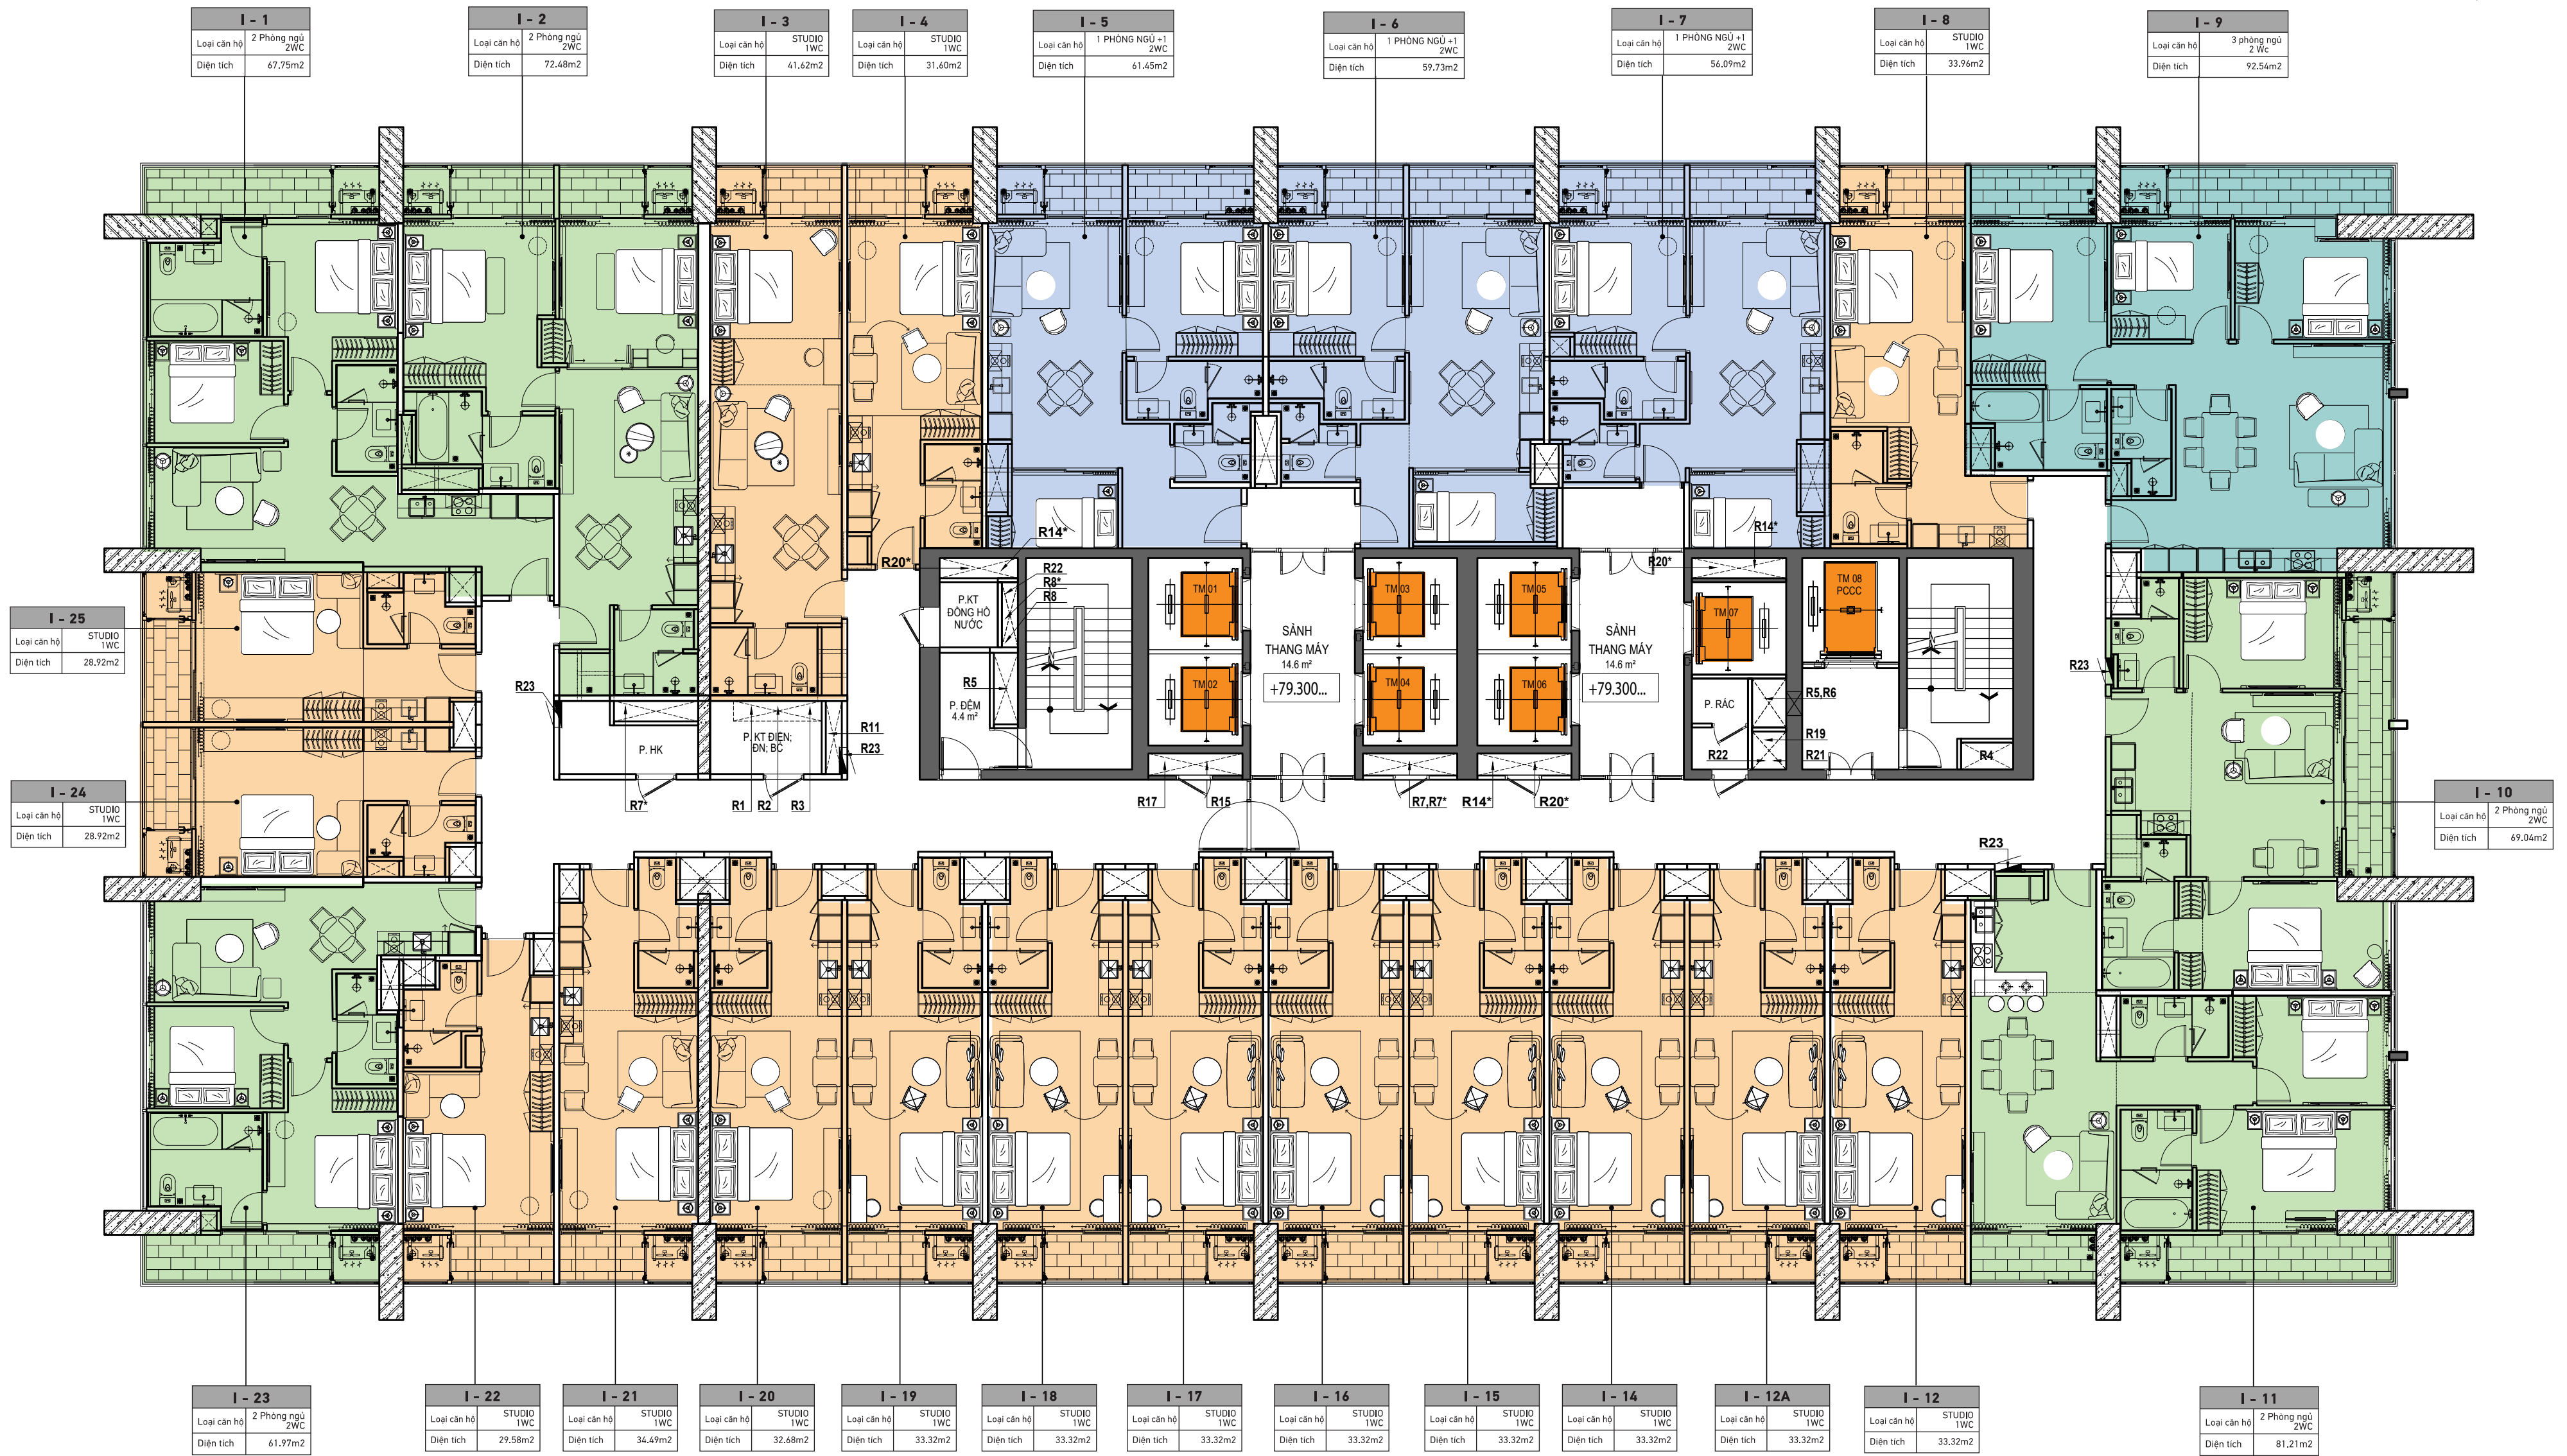 I - 1
Loại căn hộ 2 Phòng ngủ
2WC
Diện tích 67.75m2
I - 2
Loại căn hộ 2 Phòng ngủ
2WC
Diện tích 72.48m2
I - 3
Loại căn hộ STUDIO
1WC
Diện tích 41,62m2
I - 4
Loại căn hộ STUDIO
1WC
Diện tích 31,60m2
I - 5
Loại căn hộ 1 PHÒNG NGỦ +1
2WC
Diện tích 61.45m2
I - 6
Loại căn hộ 1 PHÒNG NGỦ +1
2WC
Diện tích 59.73m2
I - 7
Loại căn hộ 1 PHÒNG NGỦ +1
2WC
Diện tích 56,09m2
I - 8
Loại căn hộ STUDIO
1WC
Diện tích 33.96m2
I - 9
Loại căn hộ 3 phòng ngủ
2 Wc
Diện tích 92.54m2
R14*
R20*
R22
R8*
R8
P.KT
ĐỒNG HỒ
NƯỚC
R5
P. ĐỆM
4.4 m²
TM 01
TM 02
SẢNH
THANG MÁY
14.6 m²
+79.300...
TM 03
TM 04
TM 05
TM 06
SẢNH
THANG MÁY
14.6 m²
+79.300...
R14*
R20*
TM 07
TM 08
PCCC
P. RÁC
R5,R6
R19
R22
R21
R4
R23
I - 25
Loại căn hộ STUDIO
1WC
Diện tích 28.92m2
I - 24
Loại căn hộ STUDIO
1WC
Diện tích 28.92m2
R23
P. HK
P. KT ĐIỆN;
ĐN; BC
R11
R23
R7*
R1
R2
R3
R17
R15
R7,R7*
R14*
R20*
R23
I - 10
Loại căn hộ 2 Phòng ngủ
2WC
Diện tích 69.04m2
I - 23
Loại căn hộ 2 Phòng ngủ
2WC
Diện tích 61.97m2
I - 22
Loại căn hộ STUDIO
1WC
Diện tích 29.58m2
I - 21
Loại căn hộ STUDIO
1WC
Diện tích 34.49m2
I - 20
Loại căn hộ STUDIO
1WC
Diện tích 32.68m2
I - 19
Loại căn hộ STUDIO
1WC
Diện tích 33.32m2
I - 18
Loại căn hộ STUDIO
1WC
Diện tích 33.32m2
I - 17
Loại căn hộ STUDIO
1WC
Diện tích 33.32m2
I - 16
Loại căn hộ STUDIO
1WC
Diện tích 33.32m2
I - 15
Loại căn hộ STUDIO
1WC
Diện tích 33.32m2
I - 14
Loại căn hộ STUDIO
1WC
Diện tích 33.32m2
I - 12A
Loại căn hộ STUDIO
1WC
Diện tích 33.32m2
I - 12
Loại căn hộ STUDIO
1WC
Diện tích 33.32m2
I - 11
Loại căn hộ 2 Phòng ngủ
2WC
Diện tích 81,21m2